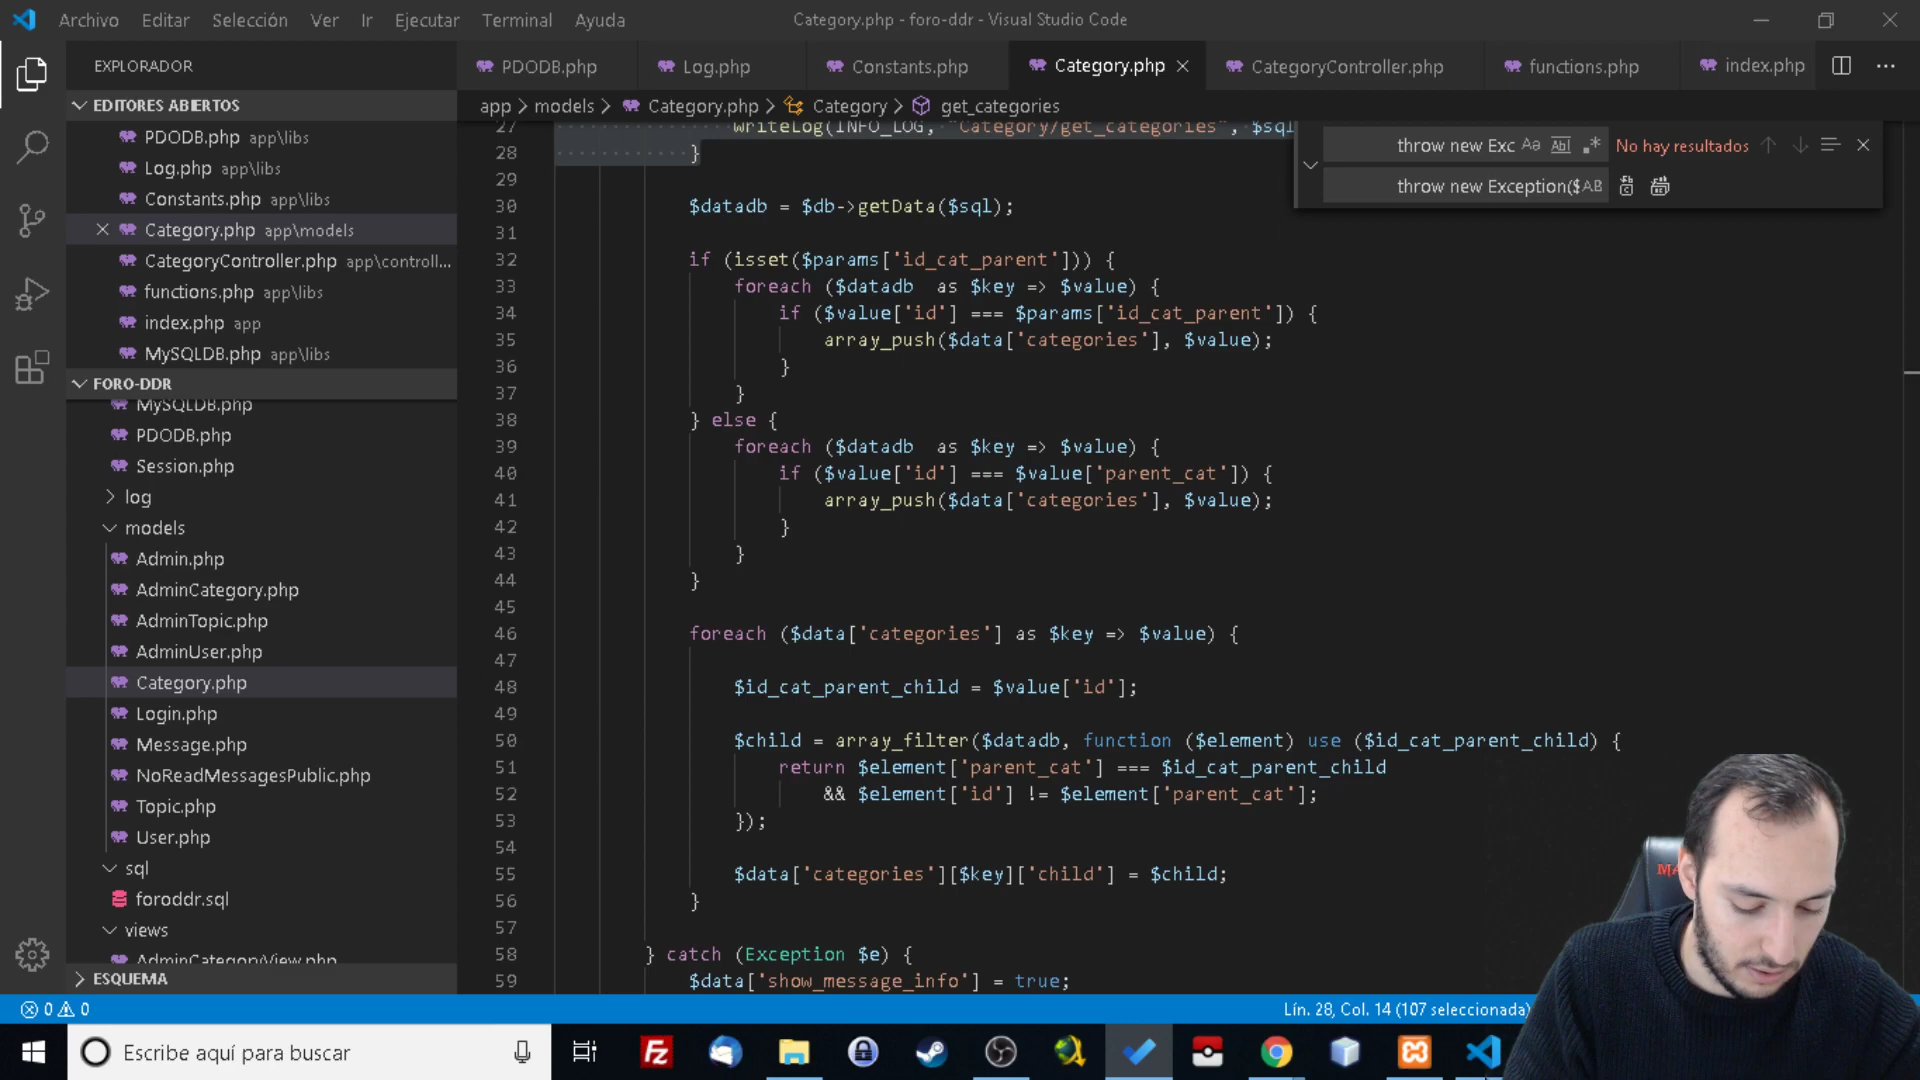 Archivo Editar Selección Ver Ir Ejecutar Terminal Ayuda Category.php - foro-ddr - Visual Studio Code
EXPLORADOR
PDODB.php Log.php Constants.php Category.php CategoryController.php functions.php index.php
EDITORES ABIERTOS
PDODB.php app\libs
Log.php app\libs
Constants.php app\libs
Category.php app\models
CategoryController.php app\controll...
functions.php app\libs
index.php app
MySQLDB.php app\libs
FORO-DDR
MySQLDB.php
PDODB.php
Session.php
log
models
Admin.php
AdminCategory.php
AdminTopic.php
AdminUser.php
Category.php
Login.php
Message.php
NoReadMessagesPublic.php
Topic.php
User.php
sql
foroddr.sql
views
AdminCategoryView.php
ESQUEMA
app > models > Category.php > Category > get_categories
throw new Exc Aa Abl .* No hay resultados
throw new Exception($ AB
27 writeLog(INFO_LOG, "Category/get_categories", $sql
28 }
29
30 $datadb = $db->getData($sql);
31
32 if (isset($params['id_cat_parent'])) {
33 foreach ($datadb as $key => $value) {
34 if ($value['id'] === $params['id_cat_parent']) {
35 array_push($data['categories'], $value);
36 }
37 }
38 } else {
39 foreach ($datadb as $key => $value) {
40 if ($value['id'] === $value['parent_cat']) {
41 array_push($data['categories'], $value);
42 }
43 }
44 }
45
46 foreach ($data['categories'] as $key => $value) {
47
48 $id_cat_parent_child = $value['id'];
49
50 $child = array_filter($datadb, function ($element) use ($id_cat_parent_child) {
51 return $element['parent_cat'] === $id_cat_parent_child
52 && $element['id'] != $element['parent_cat'];
53 });
54
55 $data['categories'][$key]['child'] = $child;
56 }
57
58 } catch (Exception $e) {
59 $data['show_message_info'] = true;
0 0 Lín. 28, Col. 14 (107 seleccionada)
Escribe aquí para buscar